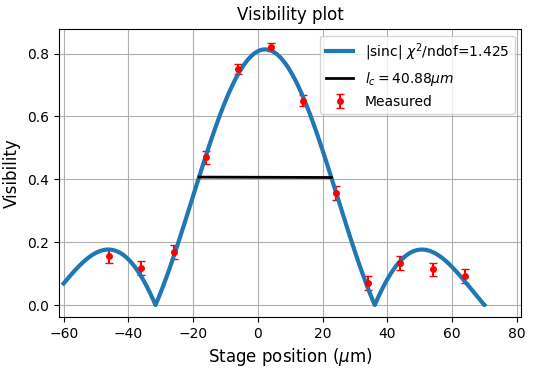 Visibility plot
|sinc| χ²/ndof=1.425
l_c = 40.88μm
Measured
Visibility
0.8
0.6
0.4
0.2
0.0
−60 −40 −20 0 20 40 60 80
Stage position (μm)